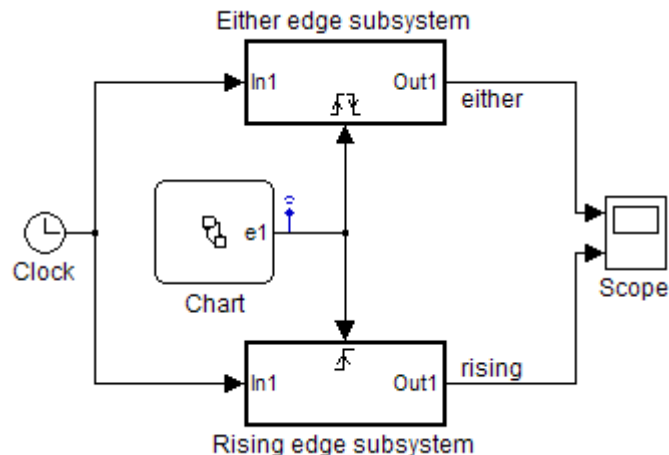 Either edge subsystem
In1
Out1
either
e1
Clock
Chart
Scope
In1
Out1
rising
Rising edge subsystem